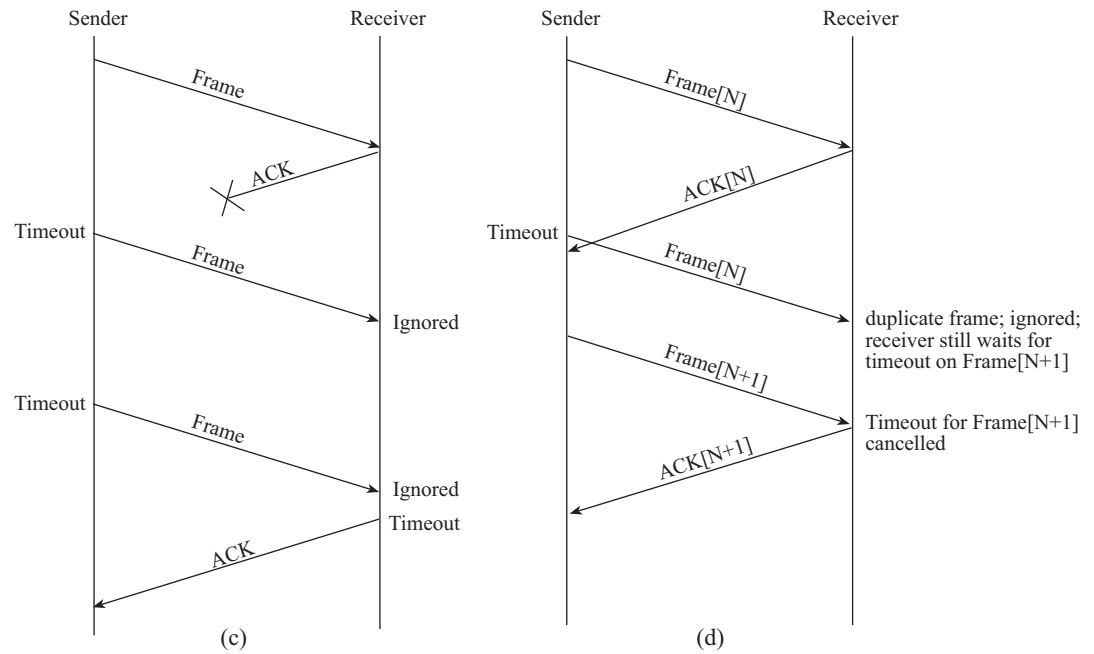 Sender
Receiver
Frame
ACK
Timeout
Frame
Ignored
Timeout
Frame
Ignored
Timeout
ACK
(c)
Sender
Receiver
Frame[N]
ACK[N]
Timeout
Frame[N]
duplicate frame; ignored;
receiver still waits for
timeout on Frame[N+1]
Frame[N+1]
Timeout for Frame[N+1]
cancelled
ACK[N+1]
(d)